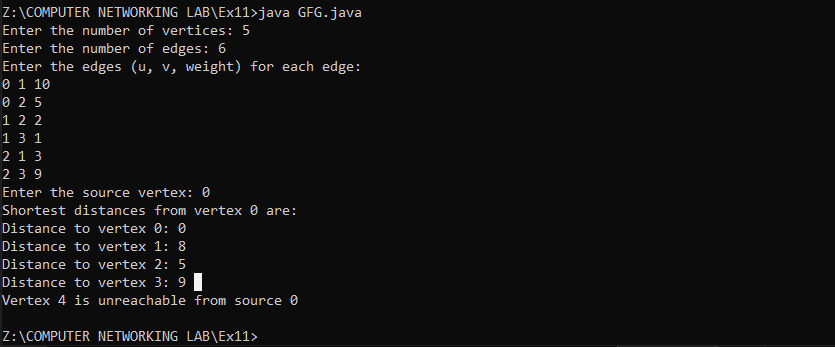 Z:\COMPUTER NETWORKING LAB\Ex11>java GFG.java
Enter the number of vertices: 5
Enter the number of edges: 6
Enter the edges (u, v, weight) for each edge:
0 1 10
0 2 5
1 2 2
1 3 1
2 1 3
2 3 9
Enter the source vertex: 0
Shortest distances from vertex 0 are:
Distance to vertex 0: 0
Distance to vertex 1: 8
Distance to vertex 2: 5
Distance to vertex 3: 9
Vertex 4 is unreachable from source 0
Z:\COMPUTER NETWORKING LAB\Ex11>